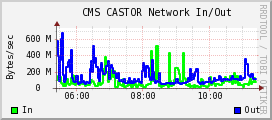 CMS CASTOR Network In/Out
RRDTOOL / TOBI OETIKER
Bytes/sec
600 M
400 M
200 M
0
06:00 08:00 10:00
In Out